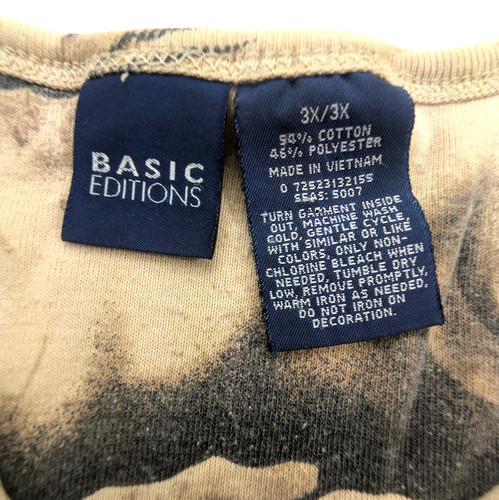 BASIC
EDITIONS
3X/3X
54% COTTON
46% POLYESTER
MADE IN VIETNAM
0 72523132155
SEAS: 5007
TURN GARMENT INSIDE
OUT, MACHINE WASH
COLD, GENTLE CYCLE,
WITH SIMILAR OR LIKE
COLORS, ONLY NON-
CHLORINE BLEACH WHEN
NEEDED, TUMBLE DRY
LOW, REMOVE PROMPTLY,
WARM IRON AS NEEDED,
DO NOT IRON ON
DECORATION.